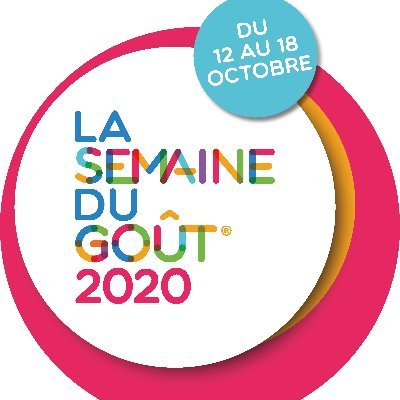 DU
12 AU 18
OCTOBRE
LA
SEMAINE
DU
GOÛT®
2020